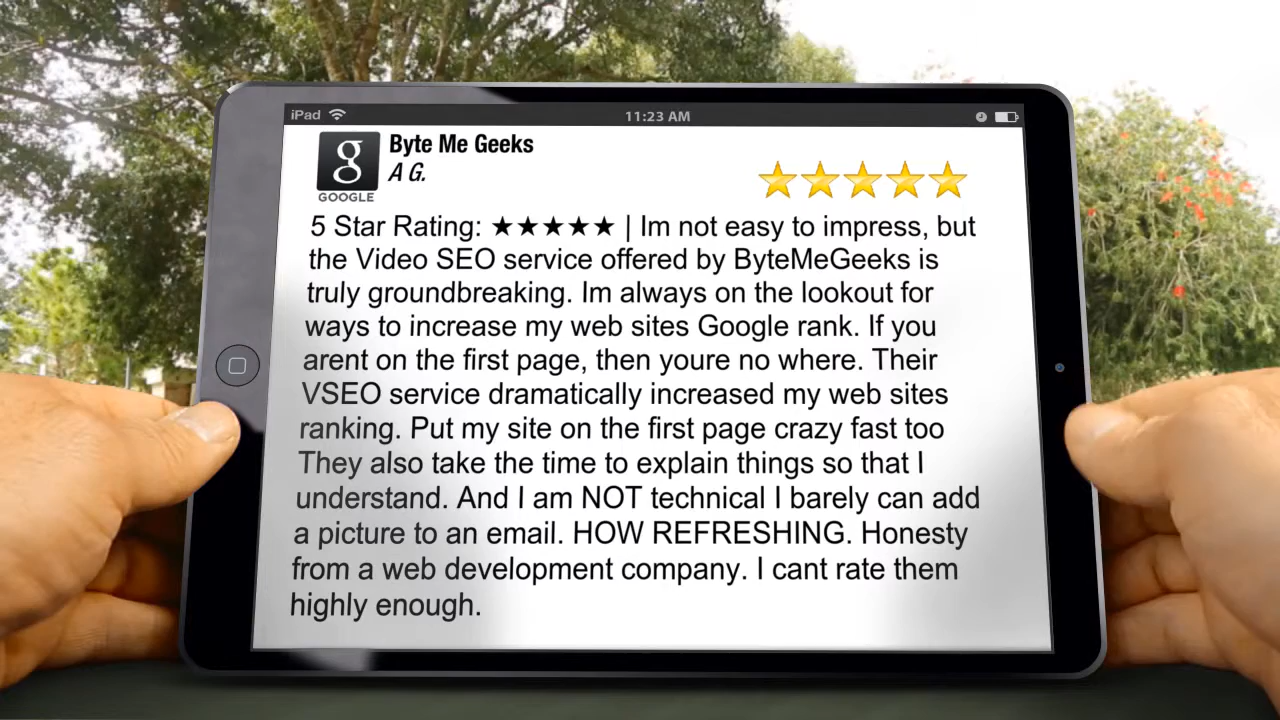 iPad 11:23 AM
g
GOOGLE
Byte Me Geeks
A G.
5 Star Rating: ★★★★★ | Im not easy to impress, but
the Video SEO service offered by ByteMeGeeks is
truly groundbreaking. Im always on the lookout for
ways to increase my web sites Google rank. If you
arent on the first page, then youre no where. Their
VSEO service dramatically increased my web sites
ranking. Put my site on the first page crazy fast too
They also take the time to explain things so that I
understand. And I am NOT technical I barely can add
a picture to an email. HOW REFRESHING. Honesty
from a web development company. I cant rate them
highly enough.